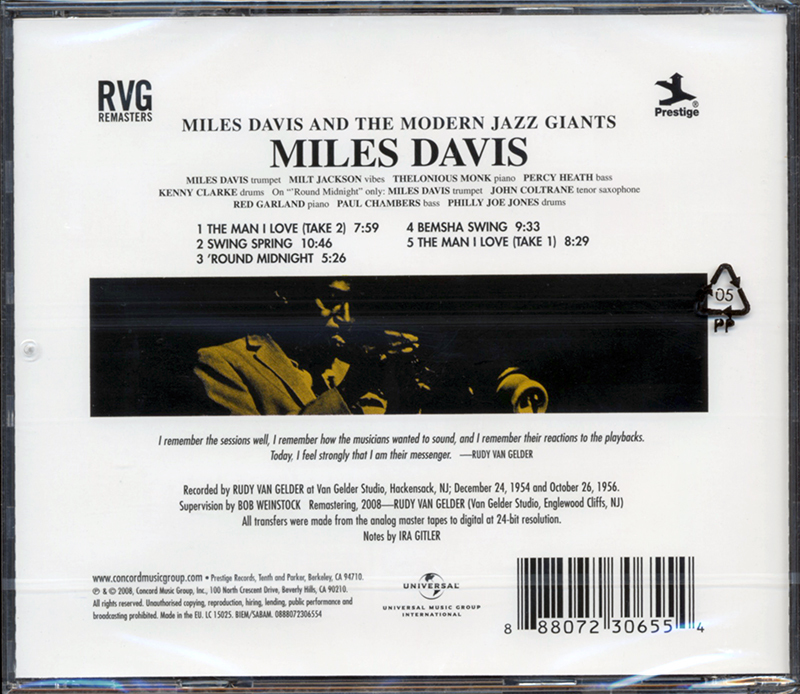 RVG
REMASTERS
Prestige®
MILES DAVIS AND THE MODERN JAZZ GIANTS
MILES DAVIS
MILES DAVIS trumpet MILT JACKSON vibes THELONIOUS MONK piano PERCY HEATH bass
KENNY CLARKE drums On "'Round Midnight" only: MILES DAVIS trumpet JOHN COLTRANE tenor saxophone
RED GARLAND piano PAUL CHAMBERS bass PHILLY JOE JONES drums
1 THE MAN I LOVE (TAKE 2) 7:59
2 SWING SPRING 10:46
3 'ROUND MIDNIGHT 5:26
4 BEMSHA SWING 9:33
5 THE MAN I LOVE (TAKE 1) 8:29
05
PP
I remember the sessions well, I remember how the musicians wanted to sound, and I remember their reactions to the playbacks.
Today, I feel strongly that I am their messenger. —RUDY VAN GELDER
Recorded by RUDY VAN GELDER at Van Gelder Studio, Hackensack, NJ; December 24, 1954 and October 26, 1956.
Supervision by BOB WEINSTOCK Remastering, 2008—RUDY VAN GELDER (Van Gelder Studio, Englewood Cliffs, NJ)
All transfers were made from the analog master tapes to digital at 24-bit resolution.
Notes by IRA GITLER
www.concordmusicgroup.com • Prestige Records, Tenth and Parker, Berkeley, CA 94710.
℗ & © 2008, Concord Music Group, Inc., 100 North Crescent Drive, Beverly Hills, CA 90210.
All rights reserved. Unauthorised copying, reproduction, hiring, lending, public performance and
broadcasting prohibited. Made in the EU. LC 15025. BIEM/SABAM. 0888072306554
UNIVERSAL
UNIVERSAL MUSIC GROUP
INTERNATIONAL
8 88072 30655 4